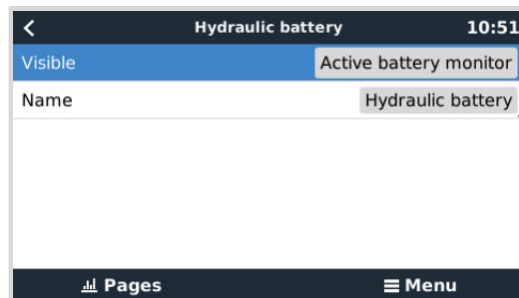 Hydraulic battery 10:51
Visible Active battery monitor
Name Hydraulic battery
Pages Menu